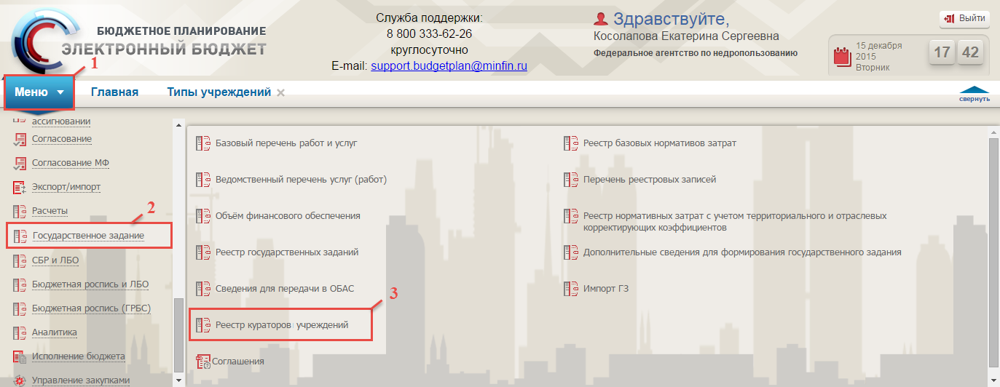 БЮДЖЕТНОЕ ПЛАНИРОВАНИЕ
ЭЛЕКТРОННЫЙ БЮДЖЕТ
Служба поддержки:
8 800 333-62-26
круглосуточно
E-mail: support.budgetplan@minfin.ru
Здравствуйте,
Косолапова Екатерина Сергеевна
Федеральное агентство по недропользованию
Выйти
15 декабря
2015
Вторник
17 42
1
Меню
Главная
Типы учреждений
свернуть
ассигновании
Согласование
Согласование МФ
Экспорт/импорт
Расчеты
2
Государственное задание
СБР и ЛБО
Бюджетная роспись и ЛБО
Бюджетная роспись (ГРБС)
Аналитика
Исполнение бюджета
Управление закупками
Базовый перечень работ и услуг
Ведомственный перечень услуг (работ)
Объём финансового обеспечения
Реестр государственных заданий
Сведения для передачи в ОБАС
3
Реестр кураторов учреждений
Соглашения
Реестр базовых нормативов затрат
Перечень реестровых записей
Реестр нормативных затрат с учетом территориального и отраслевых
корректирующих коэффициентов
Дополнительные сведения для формирования государственного задания
Импорт ГЗ